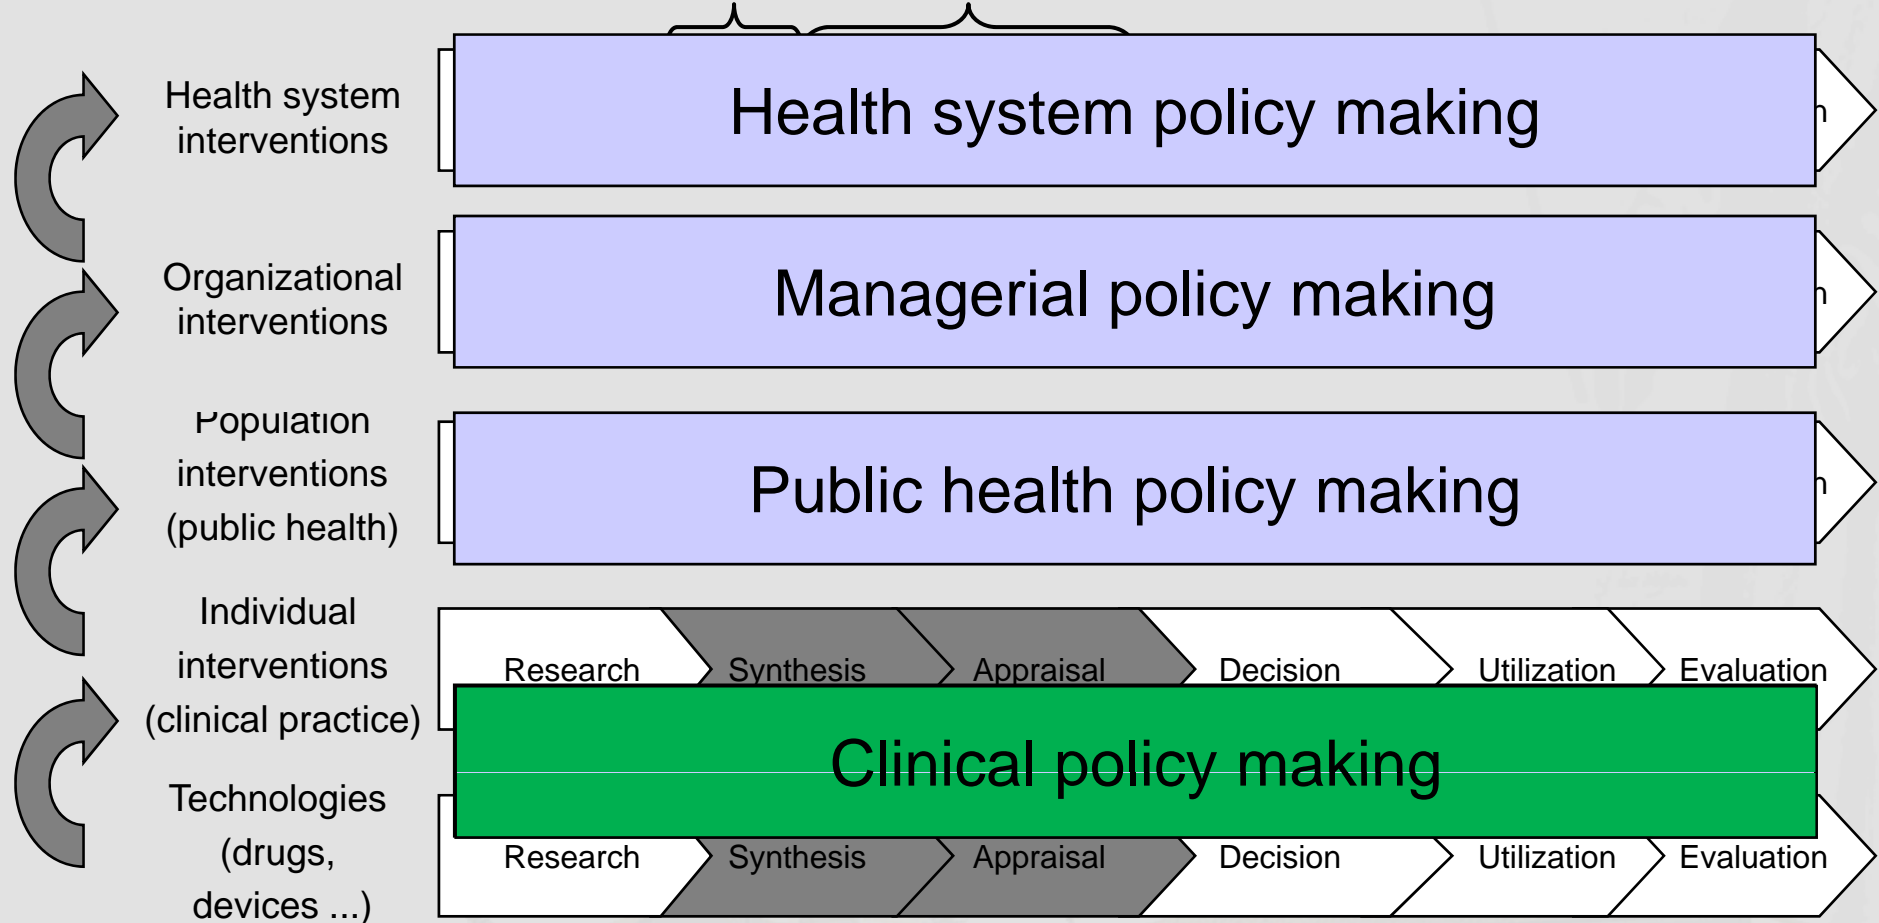 Health system
interventions
Health system policy making
n
Organizational
interventions
Managerial policy making
n
Population
interventions
(public health)
Public health policy making
n
Individual
interventions
(clinical practice)
Research Synthesis Appraisal Decision Utilization Evaluation
Clinical policy making
Technologies
(drugs,
devices ...)
Research Synthesis Appraisal Decision Utilization Evaluation